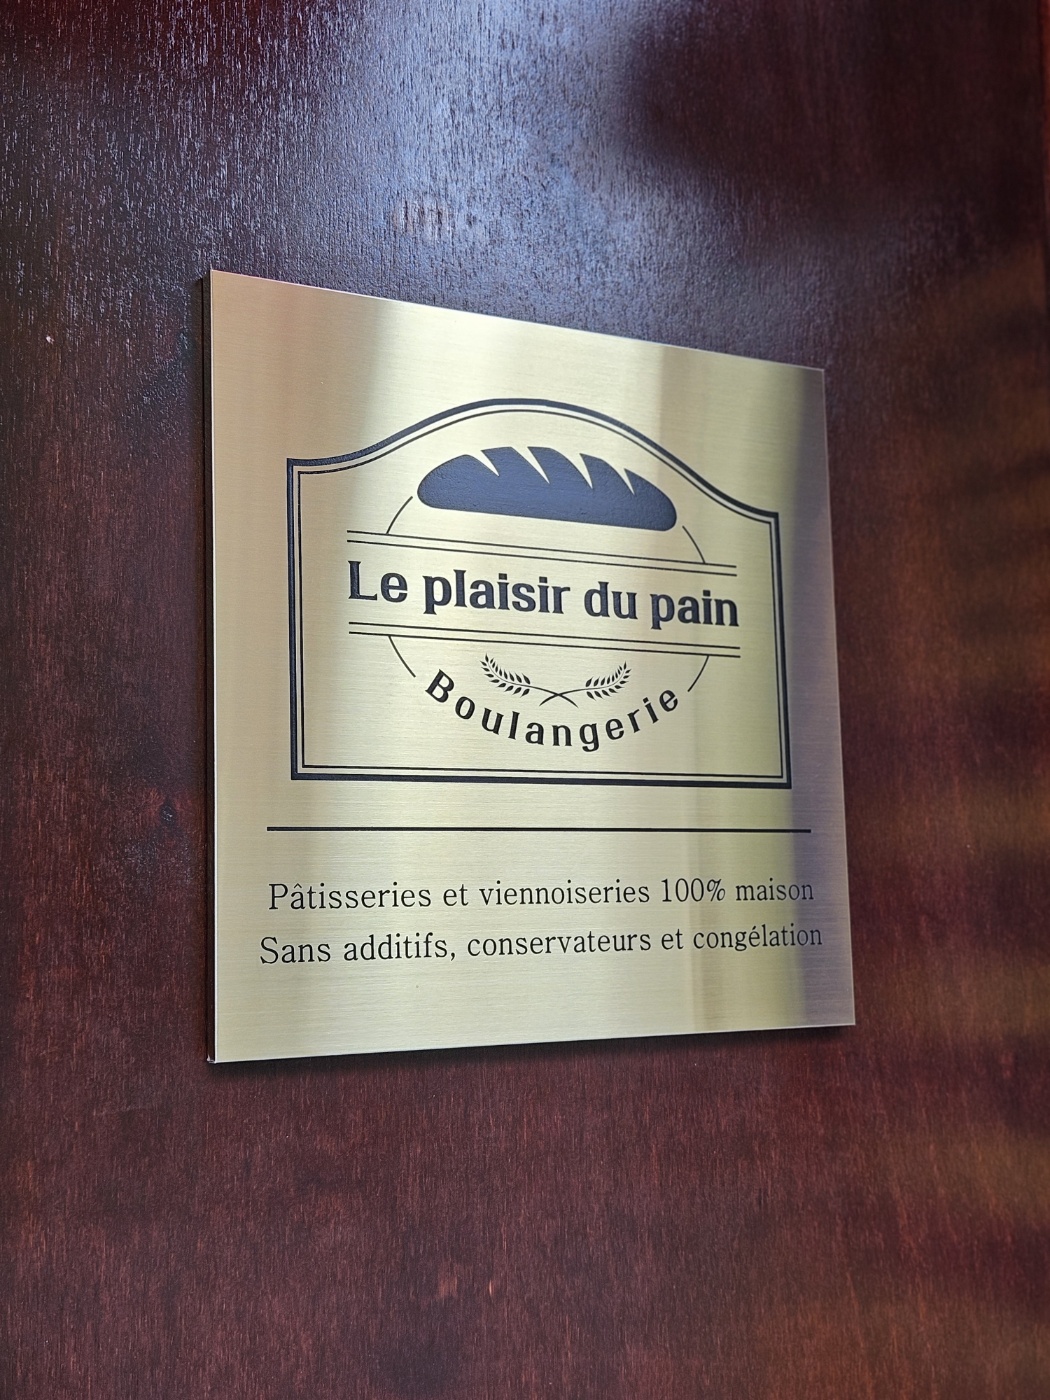 Le plaisir du pain
Boulangerie
Pâtisseries et viennoiseries 100% maison
Sans additifs, conservateurs et congélation